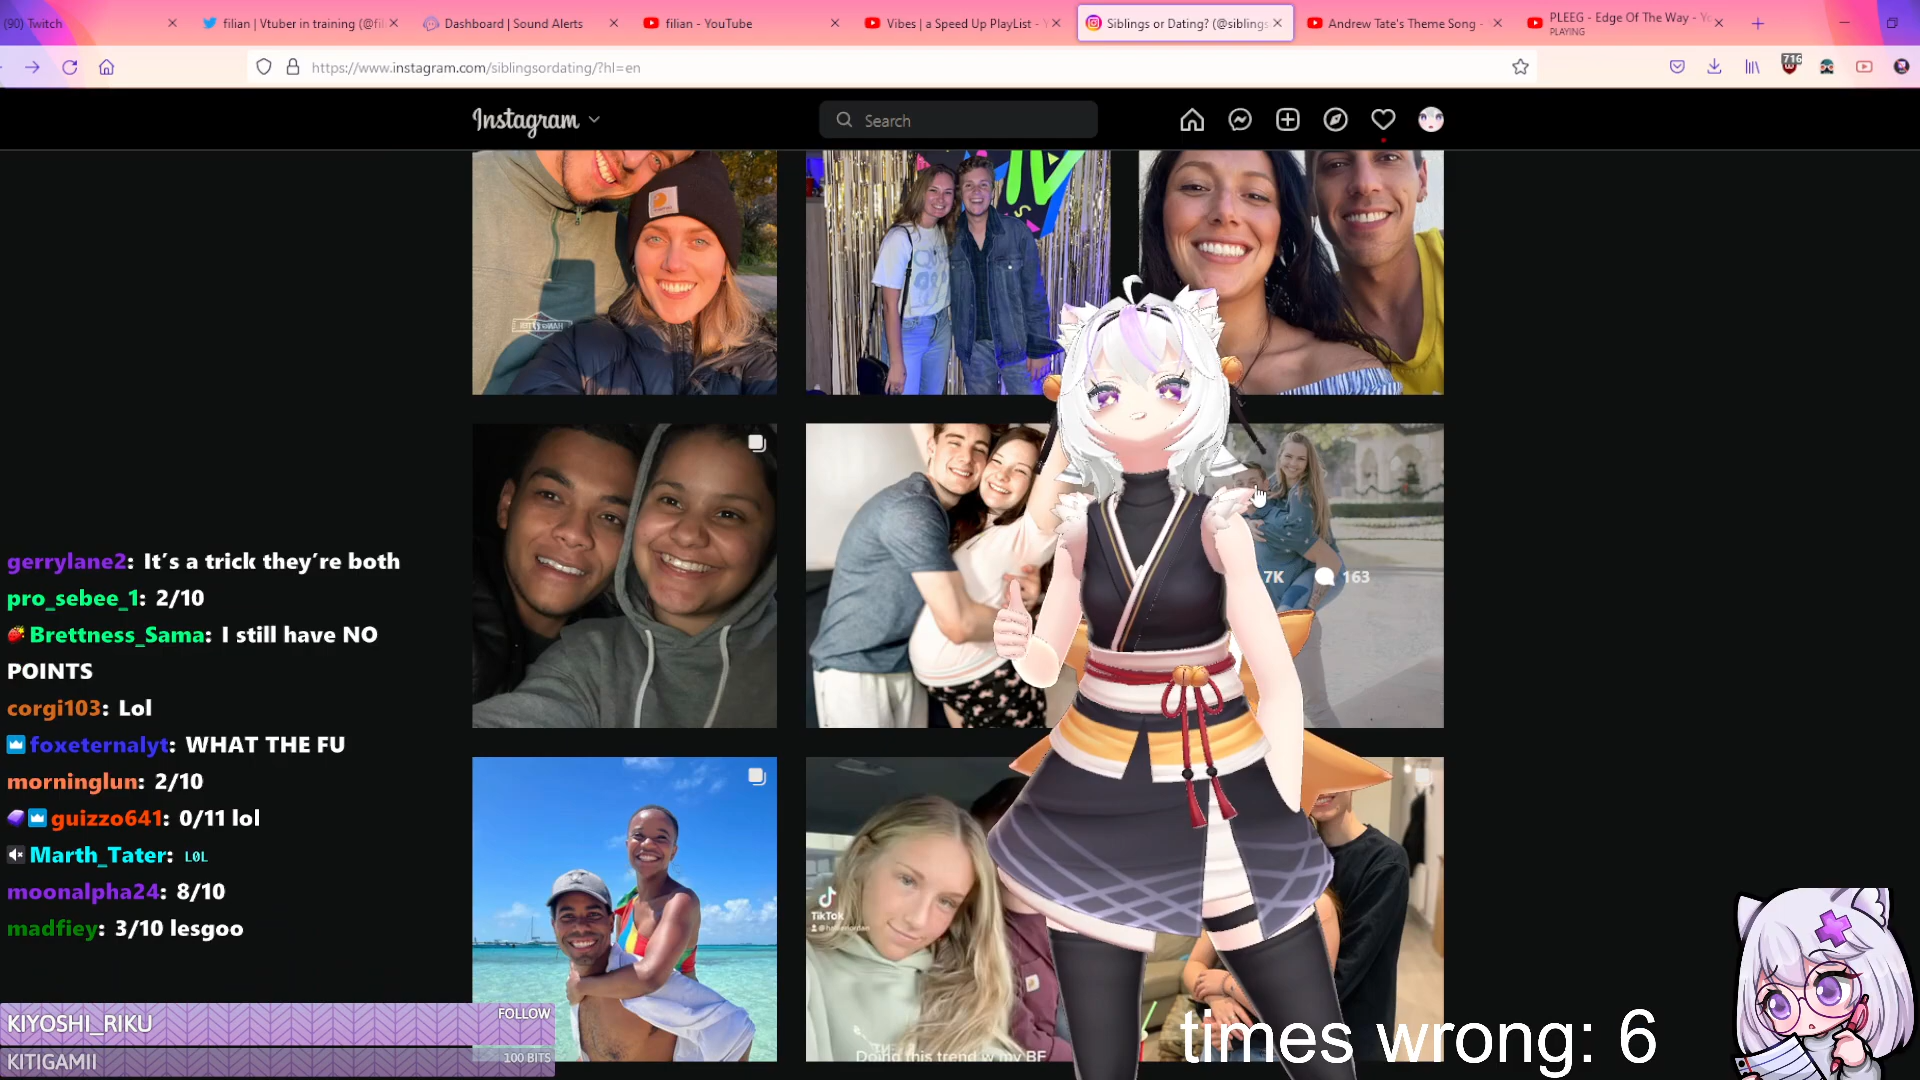 (90) Twitch
filian | Vtuber in training (@fil
Dashboard | Sound Alerts
filian - YouTube
Vibes | a Speed Up PlayList - Y
Siblings or Dating? (@siblings
Andrew Tate's Theme Song -
PLEEG - Edge Of The Way - Yo
PLAYING
https://www.instagram.com/siblingsordating/?hl=en
716
Instagram
Search
7K 163
gerrylane2: It's a trick they're both
pro_sebee_1: 2/10
Brettness_Sama: I still have NO
POINTS
corgi103: Lol
foxeternalyt: WHAT THE FU
morninglun: 2/10
guizzo641: 0/11 lol
Marth_Tater: LOL
moonalpha24: 8/10
madfiey: 3/10 lesgoo
TikTok
Doing this trend w my BF
KIYOSHI_RIKU FOLLOW
KITIGAMII 100 BITS
times wrong: 6